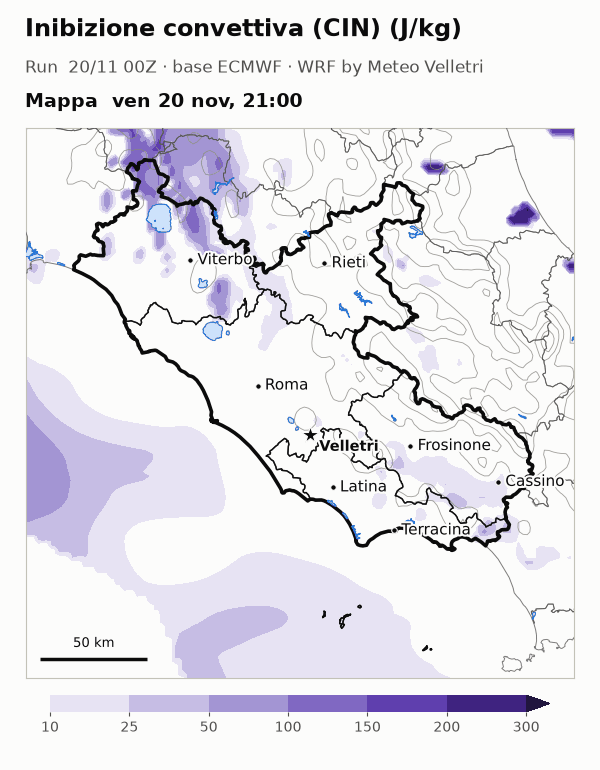 Inibizione convettiva (CIN) (J/kg)
Run  20/11 00Z · base ECMWF · WRF by Meteo Velletri
Mappa  ven 20 nov, 21:00
Viterbo
Rieti
Roma
Velletri
Frosinone
Cassino
Latina
Terracina
50 km
10 25 50 100 150 200 300